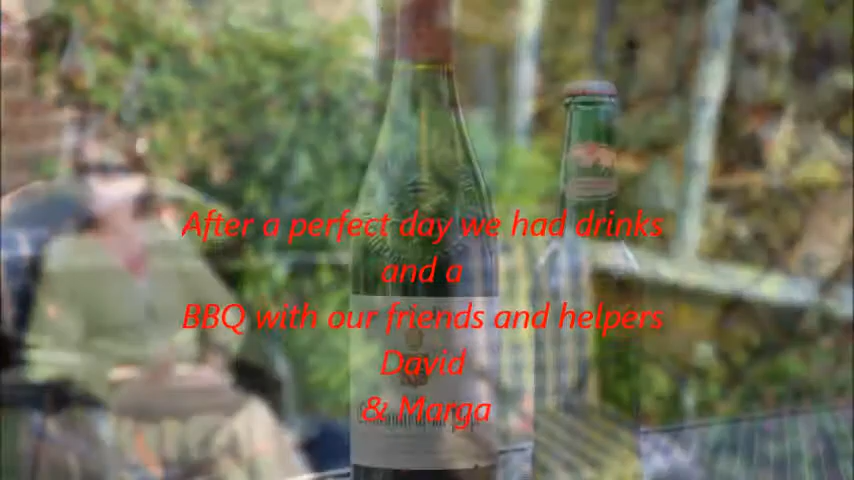 After a perfect day we had drinks
and a
BBQ with our friends and helpers
David
& Marga